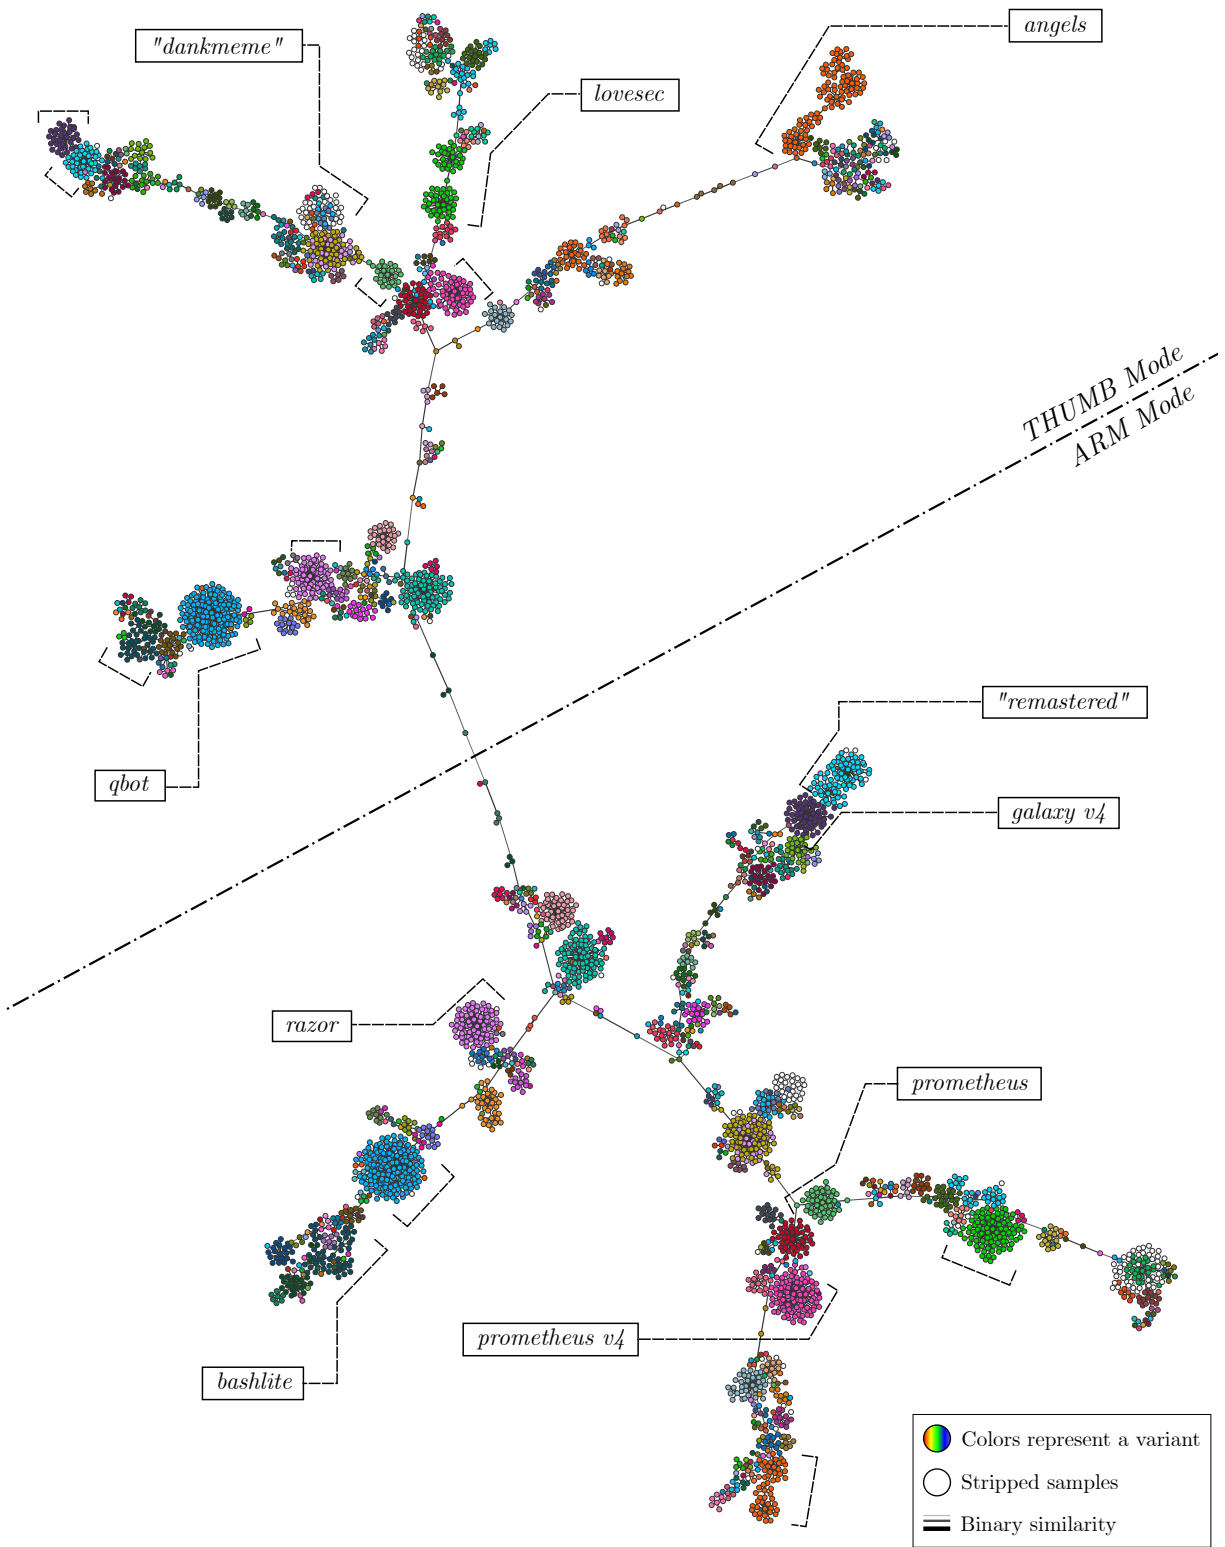 angels
"dankmeme"
lovesec
THUMB Mode
ARM Mode
"remastered"
qbot
galaxy v4
razor
prometheus
prometheus v4
bashlite
Colors represent a variant
Stripped samples
Binary similarity